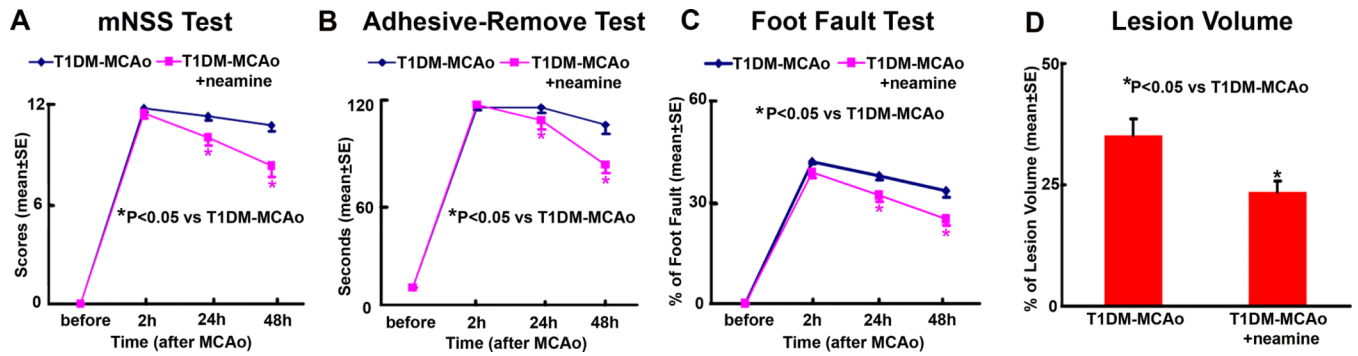 A mNSS Test
T1DM-MCAo T1DM-MCAo
+neamine
Scores (mean±SE)
12
6
0
*P<0.05 vs T1DM-MCAo
*
*
before 2h 24h 48h
Time (after MCAo)
B Adhesive-Remove Test
T1DM-MCAo T1DM-MCAo
+neamine
Seconds (mean±SE)
120
60
0
*P<0.05 vs T1DM-MCAo
*
*
before 2h 24h 48h
Time (after MCAo)
C Foot Fault Test
T1DM-MCAo T1DM-MCAo
+neamine
% of Foot Fault (mean±SE)
60
30
0
*P<0.05 vs T1DM-MCAo
*
*
before 2h 24h 48h
Time (after MCAo)
D Lesion Volume
% of Lesion Volume (mean±SE)
50
25
0
*P<0.05 vs T1DM-MCAo
*
T1DM-MCAo T1DM-MCAo
+neamine